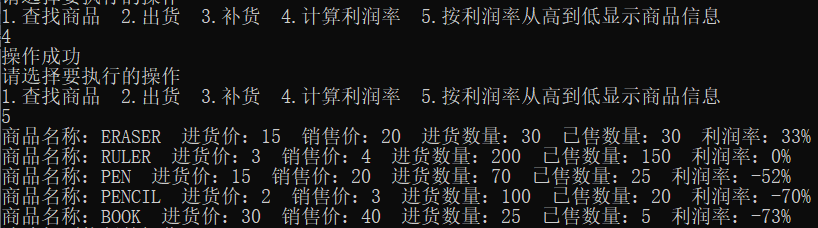 请选择要执行的操作
1.查找商品  2.出货  3.补货  4.计算利润率  5.按利润率从高到低显示商品信息
4
操作成功
请选择要执行的操作
1.查找商品  2.出货  3.补货  4.计算利润率  5.按利润率从高到低显示商品信息
5
商品名称：ERASER  进货价：15  销售价：20  进货数量：30  已售数量：30  利润率：33%
商品名称：RULER  进货价：3  销售价：4  进货数量：200  已售数量：150  利润率：0%
商品名称：PEN  进货价：15  销售价：20  进货数量：70  已售数量：25  利润率：-52%
商品名称：PENCIL  进货价：2  销售价：3  进货数量：100  已售数量：20  利润率：-70%
商品名称：BOOK  进货价：30  销售价：40  进货数量：25  已售数量：5  利润率：-73%